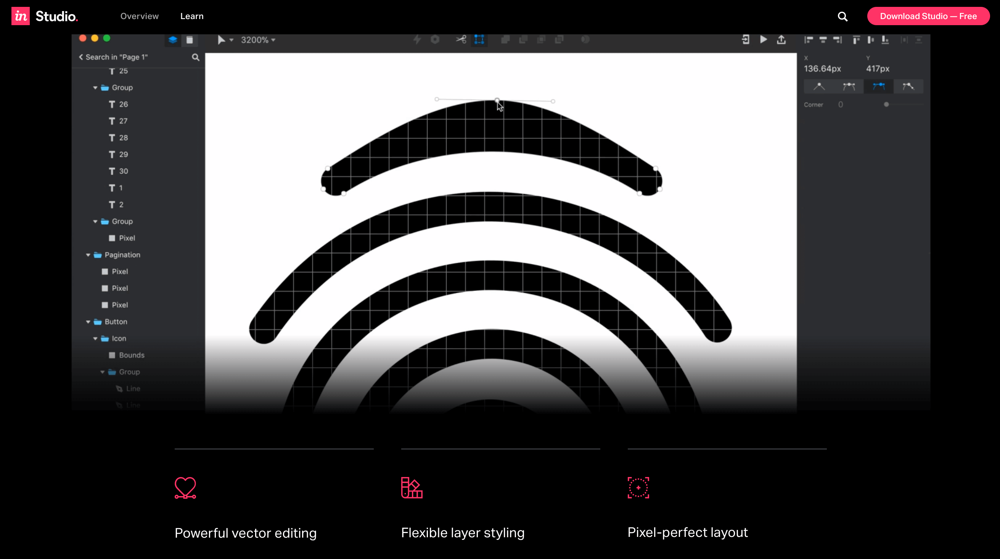 in Studio. Overview Learn Download Studio — Free
3200%
Search in "Page 1"
X Y
136.64px 417px
Corner 0
T 25
Group
T 26
T 27
T 28
T 29
T 30
T 1
T 2
Group
Pixel
Pagination
Pixel
Pixel
Pixel
Button
Icon
Bounds
Group
Line
Line
Powerful vector editing
Flexible layer styling
Pixel-perfect layout